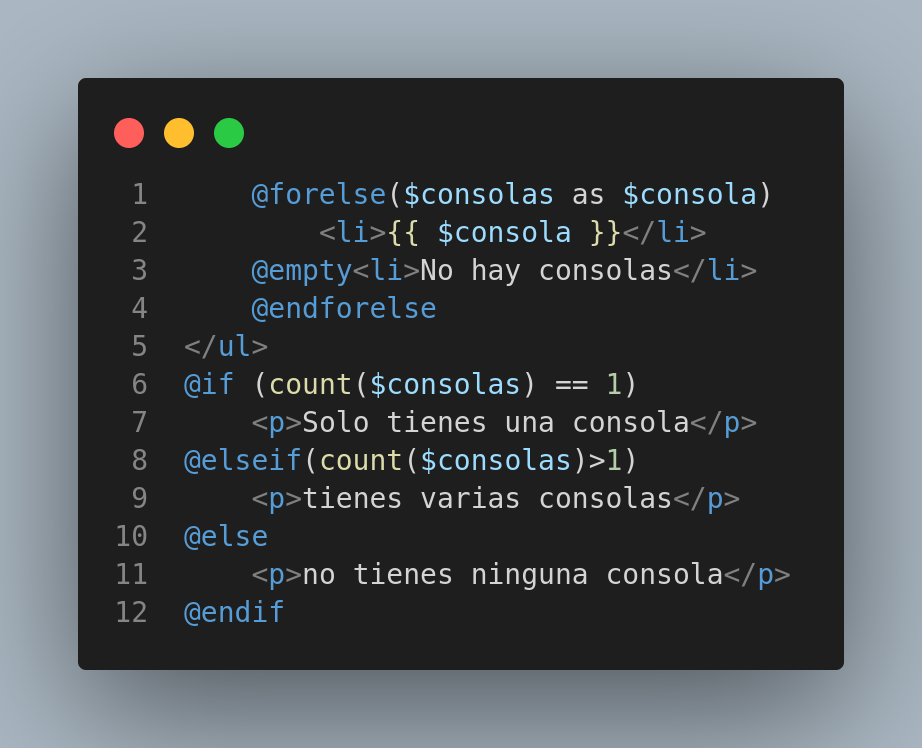 1 @forelse($consolas as $consola)
2 <li>{{ $consola }}</li>
3 @empty<li>No hay consolas</li>
4 @endforelse
5 </ul>
6 @if (count($consolas) == 1)
7 <p>Solo tienes una consola</p>
8 @elseif(count($consolas)>1)
9 <p>tienes varias consolas</p>
10 @else
11 <p>no tienes ninguna consola</p>
12 @endif